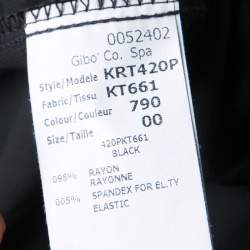 0052402
Gibo' Co. Spa
Style/Modele KRT420P
Fabric/Tissu KT661
Colour/Couleur 790
Size/Taille 00
420PKT661
BLACK
095% RAYON
RAYONNE
005% SPANDEX FOR EL.TY
ELASTIC